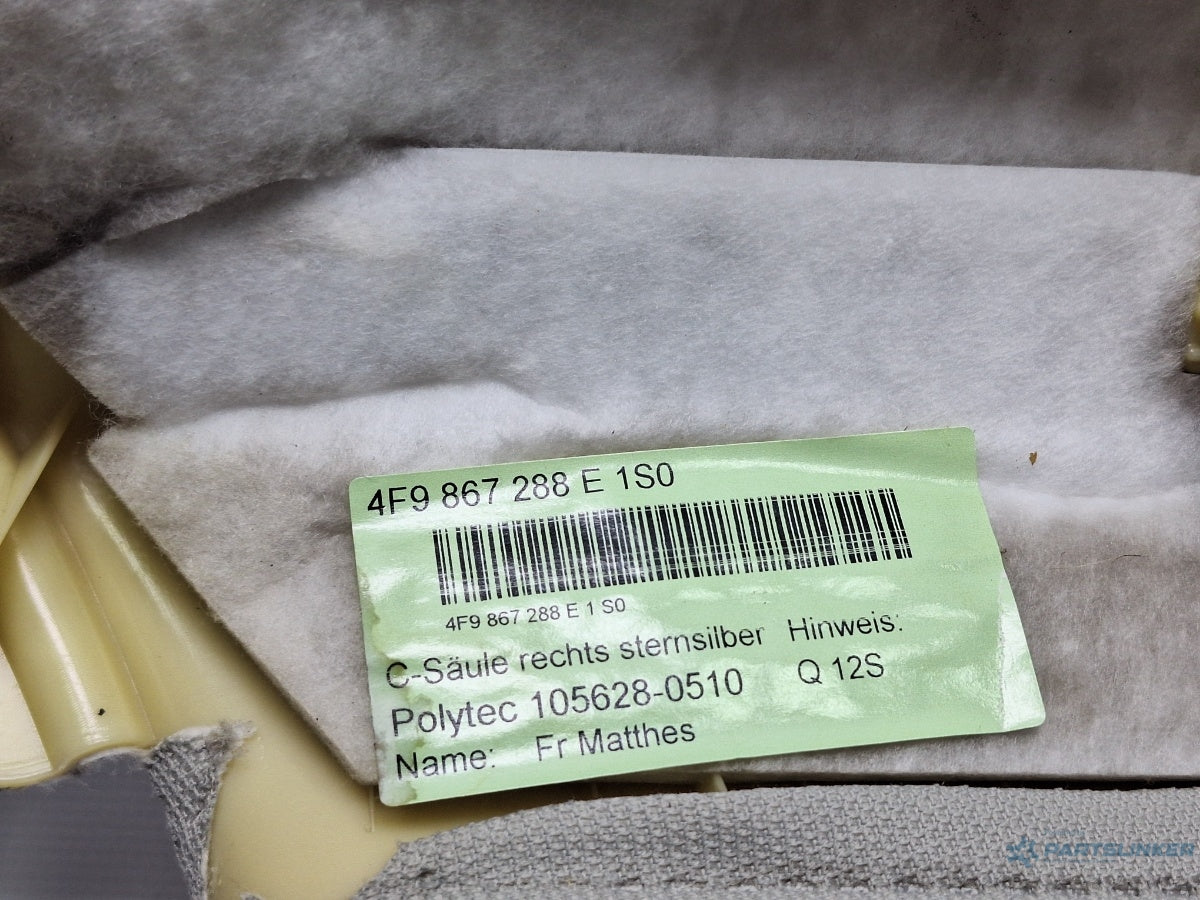 4F9 867 288 E 1S0
4F9 867 288 E 1 S0
C-Säule rechts sternsilber Hinweis:
Polytec 105628-0510 Q 12S
Name: Fr Matthes
PARTSLINKER